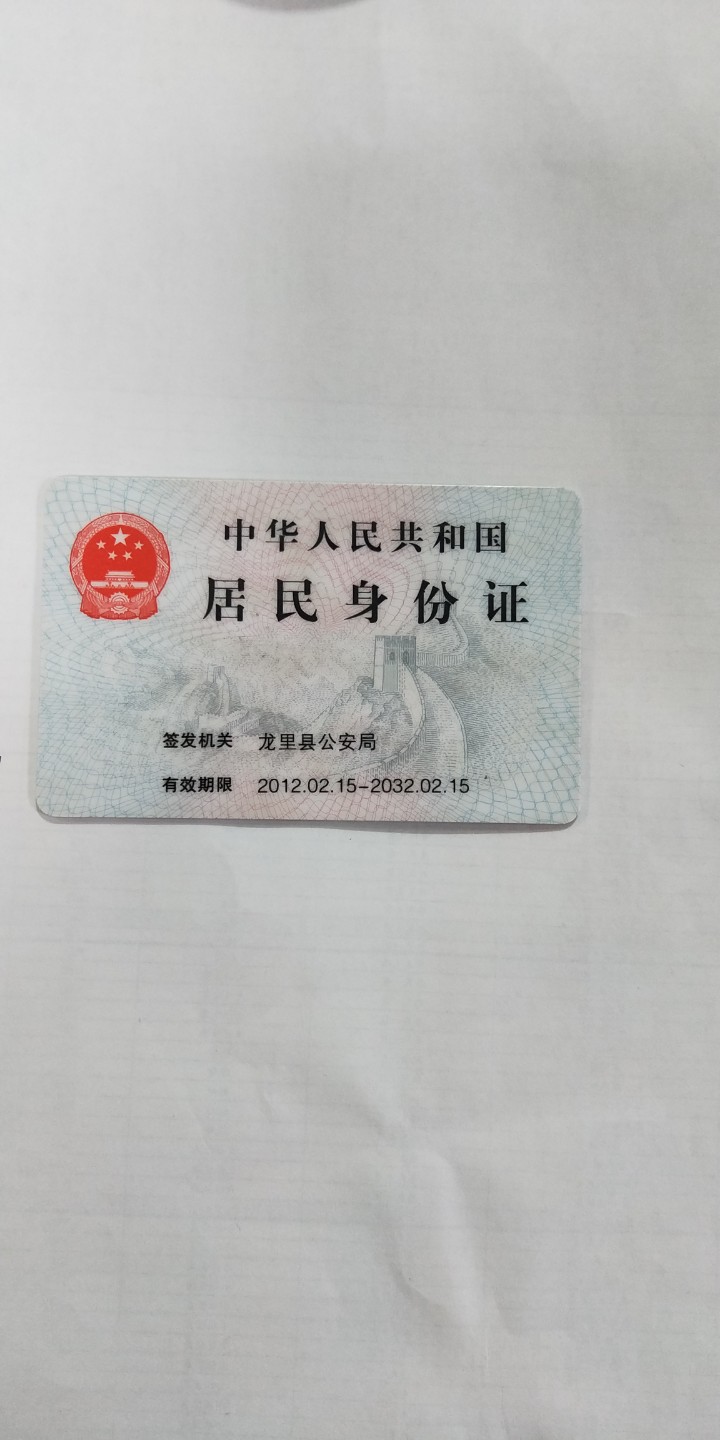 中华人民共和国
居民身份证
签发机关 龙里县公安局
有效期限 2012.02.15-2032.02.15